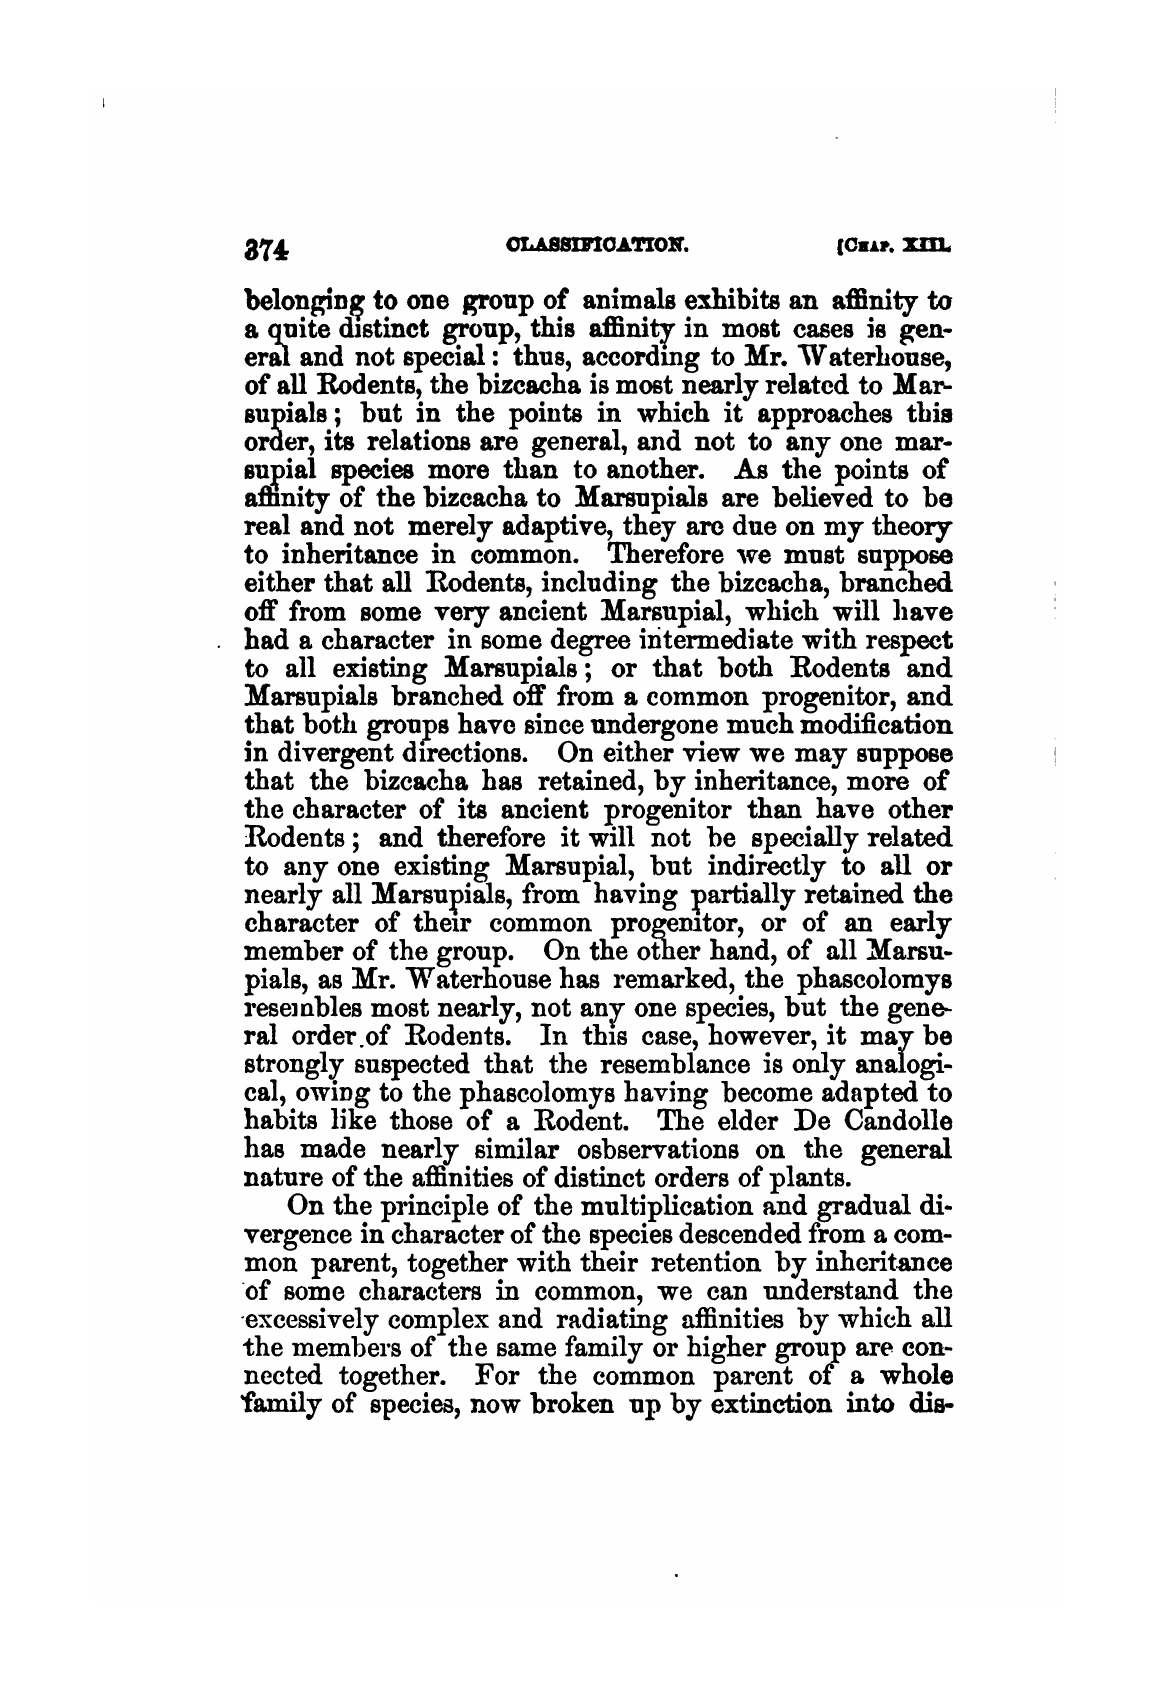 374 CLASSIFICATION. [CHAP. XIII.
belonging to one group of animals exhibits an affinity to
a quite distinct group, this affinity in most cases is gen-
eral and not special : thus, according to Mr. Waterhouse,
of all Rodents, the bizcacha is most nearly related to Mar-
supials ; but in the points in which it approaches this
order, its relations are general, and not to any one mar-
supial species more than to another. As the points of
affinity of the bizcacha to Marsupials are believed to be
real and not merely adaptive, they are due on my theory
to inheritance in common. Therefore we must suppose
either that all Rodents, including the bizcacha, branched
off from some very ancient Marsupial, which will have
had a character in some degree intermediate with respect
to all existing Marsupials ; or that both Rodents and
Marsupials branched off from a common progenitor, and
that both groups have since undergone much modification
in divergent directions. On either view we may suppose
that the bizcacha has retained, by inheritance, more of
the character of its ancient progenitor than have other
Rodents ; and therefore it will not be specially related
to any one existing Marsupial, but indirectly to all or
nearly all Marsupials, from having partially retained the
character of their common progenitor, or of an early
member of the group. On the other hand, of all Marsu-
pials, as Mr. Waterhouse has remarked, the phascolomys
resembles most nearly, not any one species, but the gene-
ral order of Rodents. In this case, however, it may be
strongly suspected that the resemblance is only analogi-
cal, owing to the phascolomys having become adapted to
habits like those of a Rodent. The elder De Candolle
has made nearly similar osbservations on the general
nature of the affinities of distinct orders of plants.
On the principle of the multiplication and gradual di-
vergence in character of the species descended from a com-
mon parent, together with their retention by inheritance
of some characters in common, we can understand the
excessively complex and radiating affinities by which all
the members of the same family or higher group are con-
nected together. For the common parent of a whole
family of species, now broken up by extinction into dis-